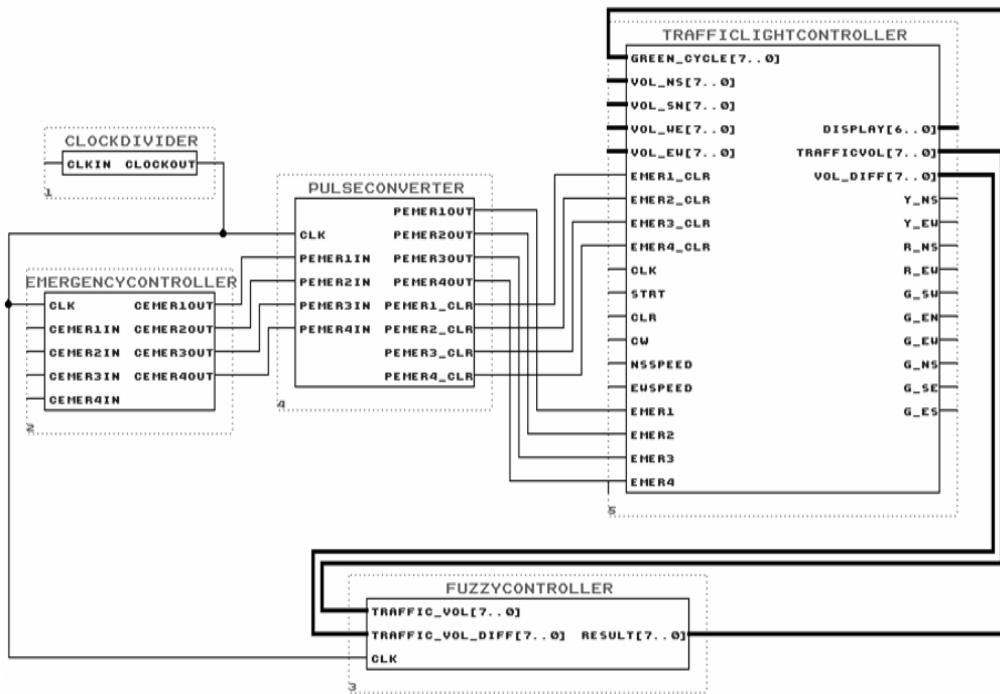 CLOCKDIVIDER
CLKIN CLOCKOUT
1
EMERGENCYCONTROLLER
CLK CEMER1OUT
CEMER1IN CEMER2OUT
CEMER2IN CEMER3OUT
CEMER3IN CEMER4OUT
CEMER4IN
2
PULSECONVERTER
PEMER1OUT
CLK PEMER2OUT
PEMER1IN PEMER3OUT
PEMER2IN PEMER4OUT
PEMER3IN PEMER1_CLR
PEMER4IN PEMER2_CLR
PEMER3_CLR
PEMER4_CLR
4
TRAFFICLIGHTCONTROLLER
GREEN_CYCLE[7..0]
VOL_NS[7..0]
VOL_SN[7..0]
VOL_WE[7..0] DISPLAY[6..0]
VOL_EW[7..0] TRAFFICVOL[7..0]
EMER1_CLR VOL_DIFF[7..0]
EMER2_CLR Y_NS
EMER3_CLR Y_EW
EMER4_CLR R_NS
CLK R_EW
STRT G_SW
CLR G_EN
CW G_EW
NSSPEED G_NS
EWSPEED G_SE
EMER1 G_ES
EMER2
EMER3
EMER4
5
FUZZYCONTROLLER
TRAFFIC_VOL[7..0]
TRAFFIC_VOL_DIFF[7..0] RESULT[7..0]
CLK
3